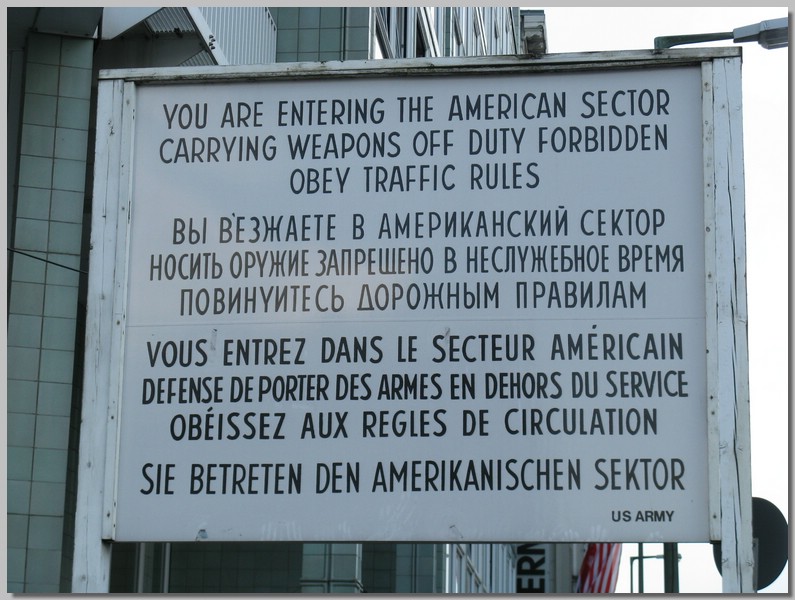 YOU ARE ENTERING THE AMERICAN SECTOR
CARRYING WEAPONS OFF DUTY FORBIDDEN
OBEY TRAFFIC RULES
ВЫ В'ЕЗЖАЕТЕ В АМЕРИКАНСКИЙ СЕКТОР
НОСИТЬ ОРУЖИЕ ЗАПРЕЩЕНО В НЕСЛУЖЕБНОЕ ВРЕМЯ
ПОВИНУИТЕСЬ ДОРОЖНЫМ ПРАВИЛАМ
VOUS ENTREZ DANS LE SECTEUR AMÉRICAIN
DEFENSE DE PORTER DES ARMES EN DEHORS DU SERVICE
OBÉISSEZ AUX REGLES DE CIRCULATION
SIE BETRETEN DEN AMERIKANISCHEN SEKTOR
US ARMY